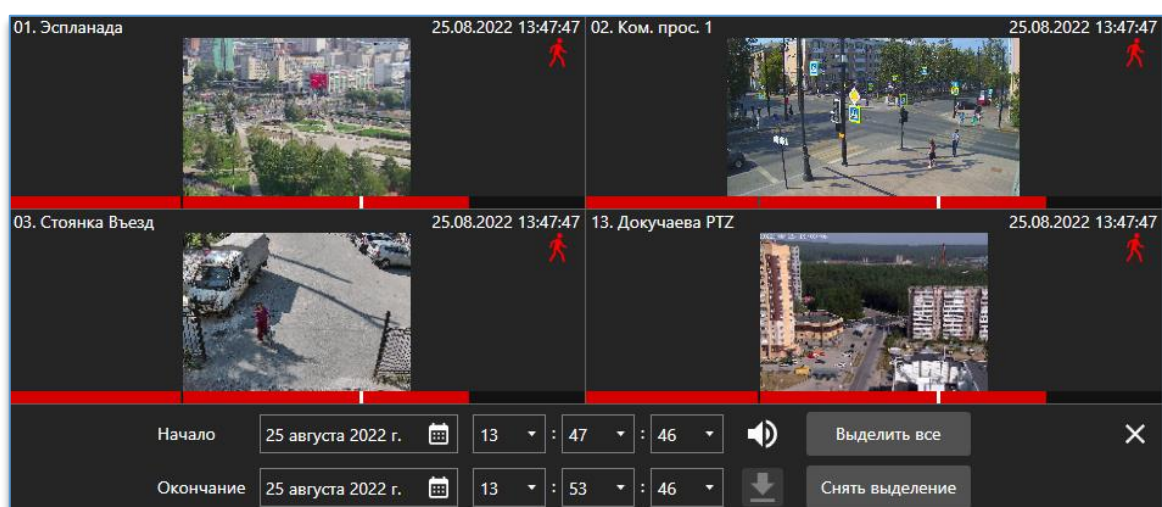 01. Эспланада 25.08.2022 13:47:47
02. Ком. прос. 1 25.08.2022 13:47:47
03. Стоянка Въезд 25.08.2022 13:47:47
13. Докучаева PTZ 25.08.2022 13:47:47
Начало 25 августа 2022 г. 13 : 47 : 46 Выделить все
Окончание 25 августа 2022 г. 13 : 53 : 46 Снять выделение